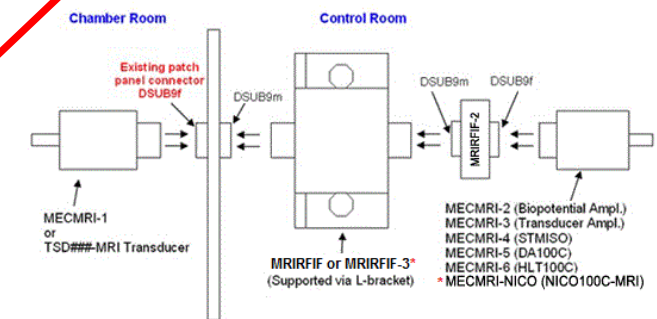 Chamber Room
Control Room
Existing patch
panel connector
DSUB9f
DSUB9m
DSUB9m
DSUB9f
MRIRFIF-2
MECMRI-1
or
TSD###-MRI Transducer
MRIRFIF or MRIRFIF-3*
(Supported via L-bracket)
MECMRI-2 (Biopotential Ampl.)
MECMRI-3 (Transducer Ampl.)
MECMRI-4 (STMISO)
MECMRI-5 (DA100C)
MECMRI-6 (HLT100C)
* MECMRI-NICO (NICO100C-MRI)